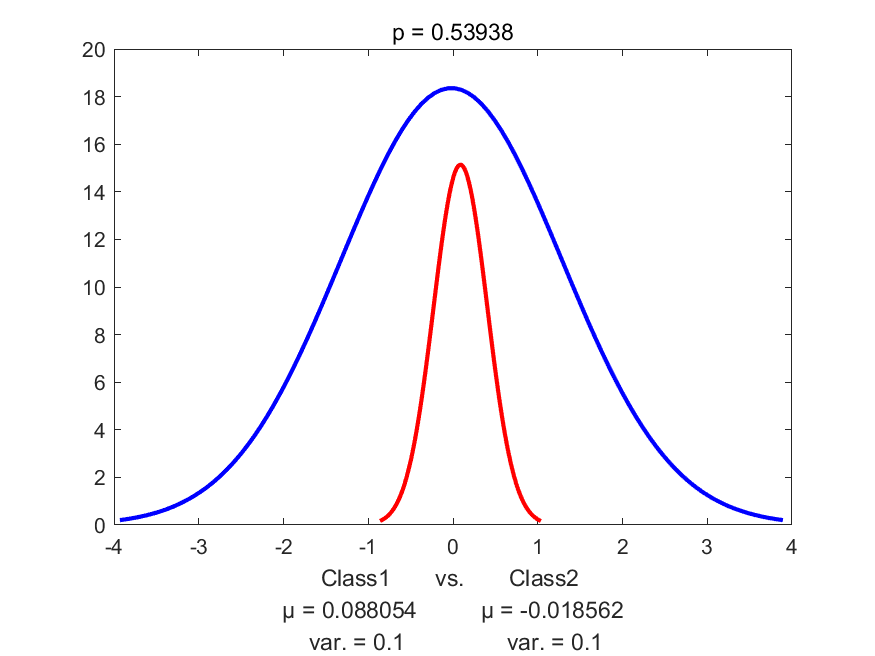 p = 0.53938
20
18
16
14
12
10
8
6
4
2
0
-4 -3 -2 -1 0 1 2 3 4
Class1 vs. Class2
μ = 0.088054 μ = -0.018562
var. = 0.1 var. = 0.1